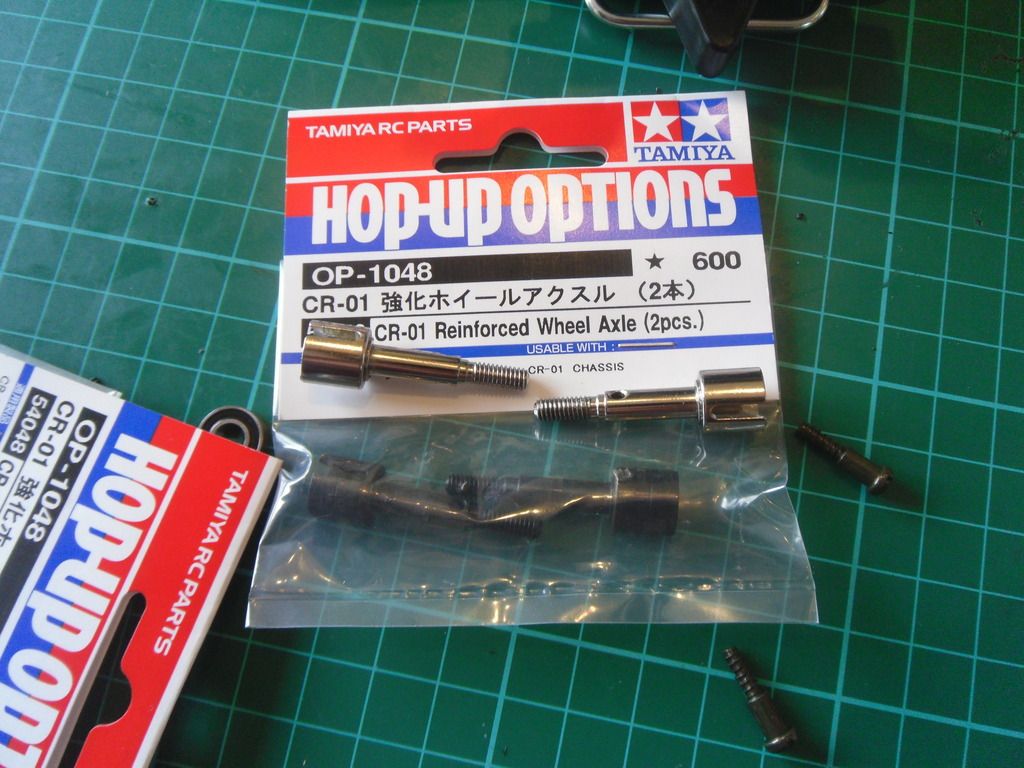 TAMIYA RC PARTS
TAMIYA
HOP-UP OPTIONS
OP-1048 ★ 600
CR-01 強化ホイールアクスル (2本)
CR-01 Reinforced Wheel Axle (2pcs.)
USABLE WITH :
CR-01 CHASSIS
TAMIYA RC PARTS
HOP-UP OPT
OP-1048
CR-01 強化ホ
54048 CR